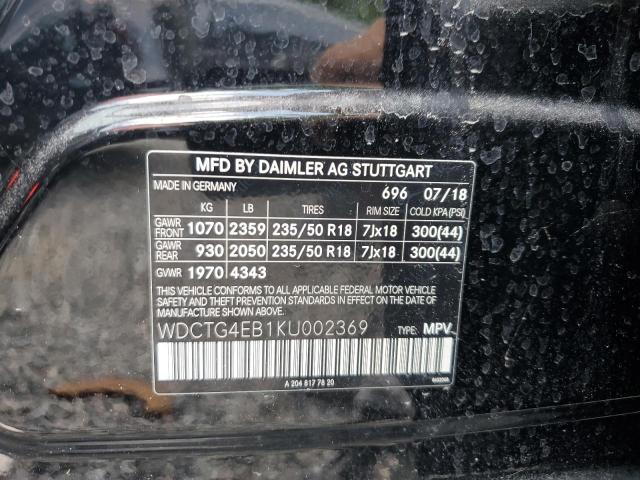 MFD BY DAIMLER AG STUTTGART
MADE IN GERMANY 696 07/18
KG LB TIRES RIM SIZE COLD KPA(PSI)
GAWR FRONT 1070 2359 235/50 R18 7Jx18 300(44)
GAWR REAR 930 2050 235/50 R18 7Jx18 300(44)
GVWR 1970 4343
THIS VEHICLE CONFORMS TO ALL APPLICABLE FEDERAL MOTOR VEHICLE
SAFETY AND THEFT PREVENTION STANDARDS IN EFFECT ON THE DATE OF
MANUFACTURE SHOWN ABOVE.
WDCTG4EB1KU002369 TYPE: MPV
A 204 817 78 20